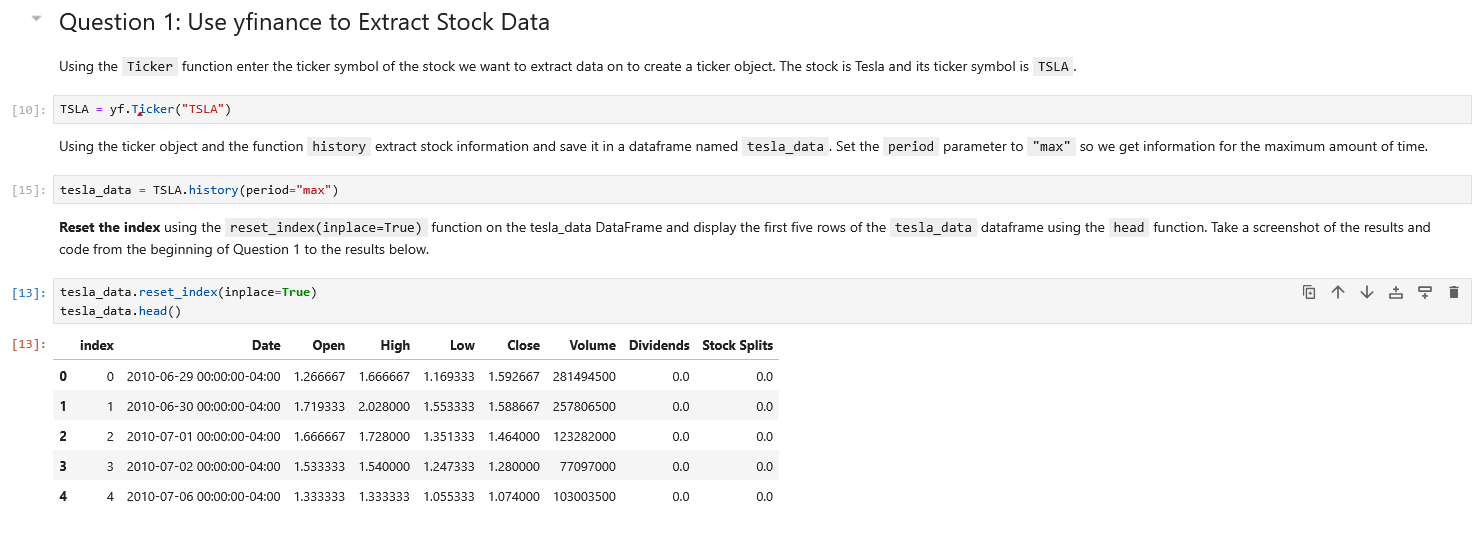 Question 1: Use yfinance to Extract Stock Data
Using the Ticker function enter the ticker symbol of the stock we want to extract data on to create a ticker object. The stock is Tesla and its ticker symbol is TSLA.
[10]: TSLA = yf.Ticker("TSLA")
Using the ticker object and the function history extract stock information and save it in a dataframe named tesla_data. Set the period parameter to "max" so we get information for the maximum amount of time.
[15]: tesla_data = TSLA.history(period="max")
Reset the index using the reset_index(inplace=True) function on the tesla_data DataFrame and display the first five rows of the tesla_data dataframe using the head function. Take a screenshot of the results and
code from the beginning of Question 1 to the results below.
[13]: tesla_data.reset_index(inplace=True)
tesla_data.head()
[13]: index Date Open High Low Close Volume Dividends Stock Splits
0 0 2010-06-29 00:00:00-04:00 1.266667 1.666667 1.169333 1.592667 281494500 0.0 0.0
1 1 2010-06-30 00:00:00-04:00 1.719333 2.028000 1.553333 1.588667 257806500 0.0 0.0
2 2 2010-07-01 00:00:00-04:00 1.666667 1.728000 1.351333 1.464000 123282000 0.0 0.0
3 3 2010-07-02 00:00:00-04:00 1.533333 1.540000 1.247333 1.280000 77097000 0.0 0.0
4 4 2010-07-06 00:00:00-04:00 1.333333 1.333333 1.055333 1.074000 103003500 0.0 0.0